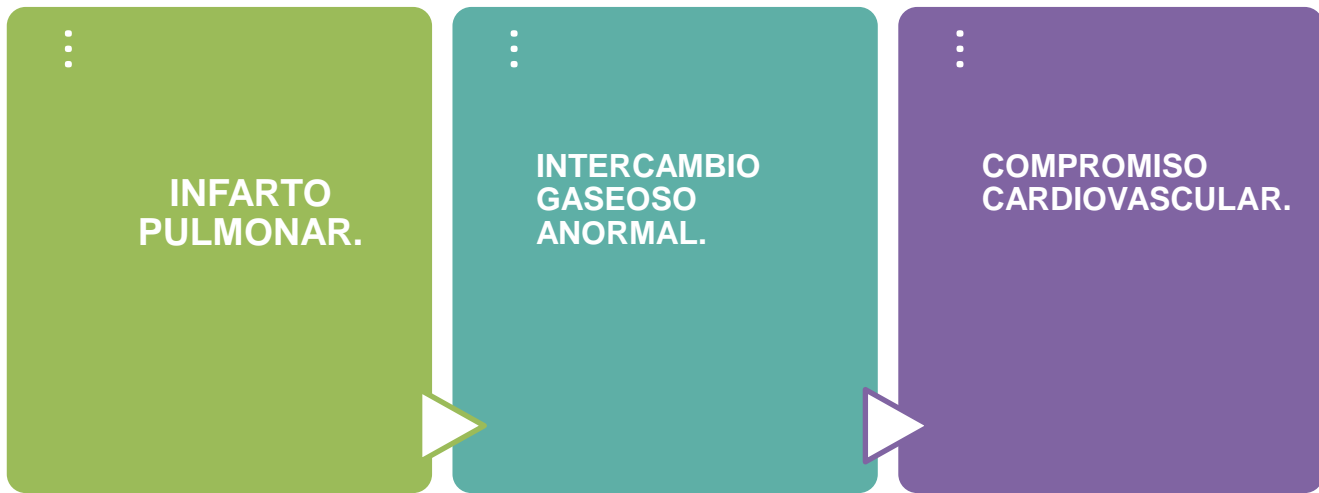 INFARTO
PULMONAR.
INTERCAMBIO
GASEOSO
ANORMAL.
COMPROMISO
CARDIOVASCULAR.